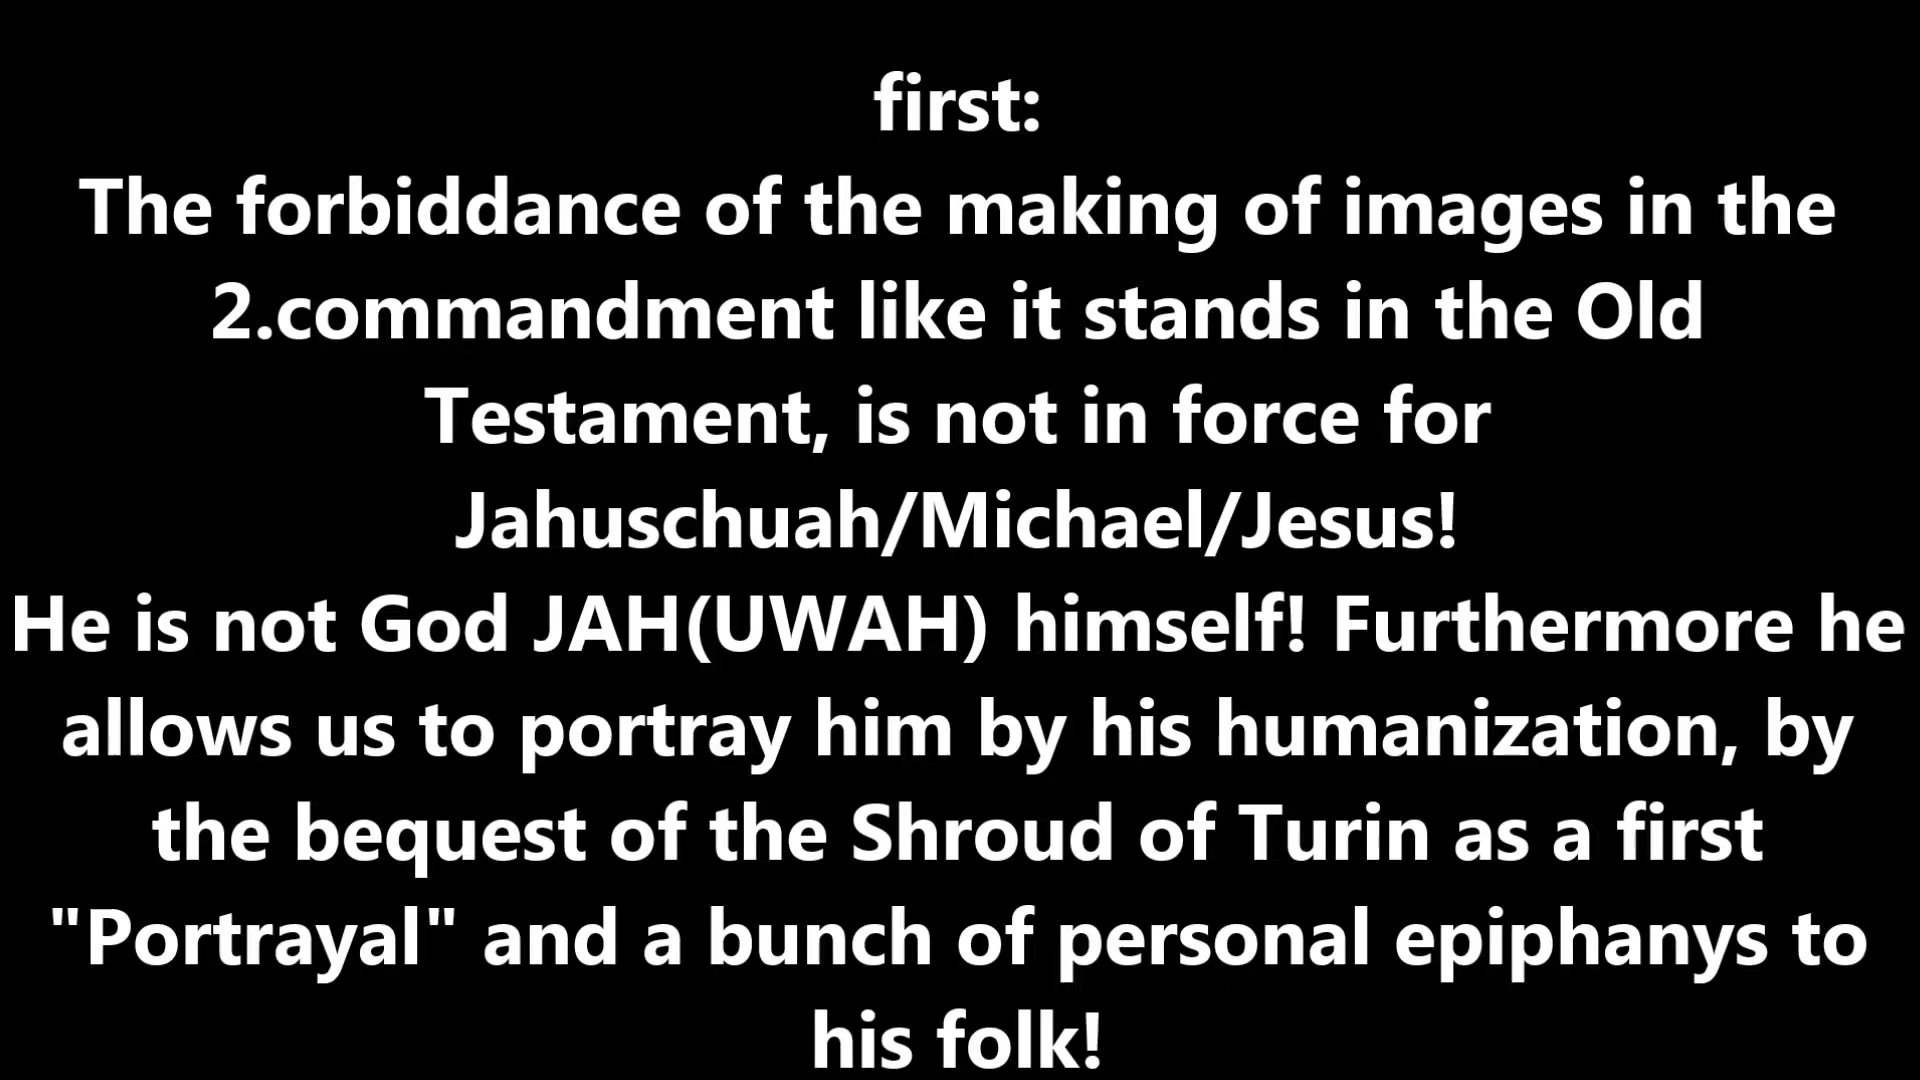 first:
The forbiddance of the making of images in the
2.commandment like it stands in the Old
Testament, is not in force for
Jahuschuah/Michael/Jesus!
He is not God JAH(UWAH) himself! Furthermore he
allows us to portray him by his humanization, by
the bequest of the Shroud of Turin as a first
"Portrayal" and a bunch of personal epiphanys to
his folk!